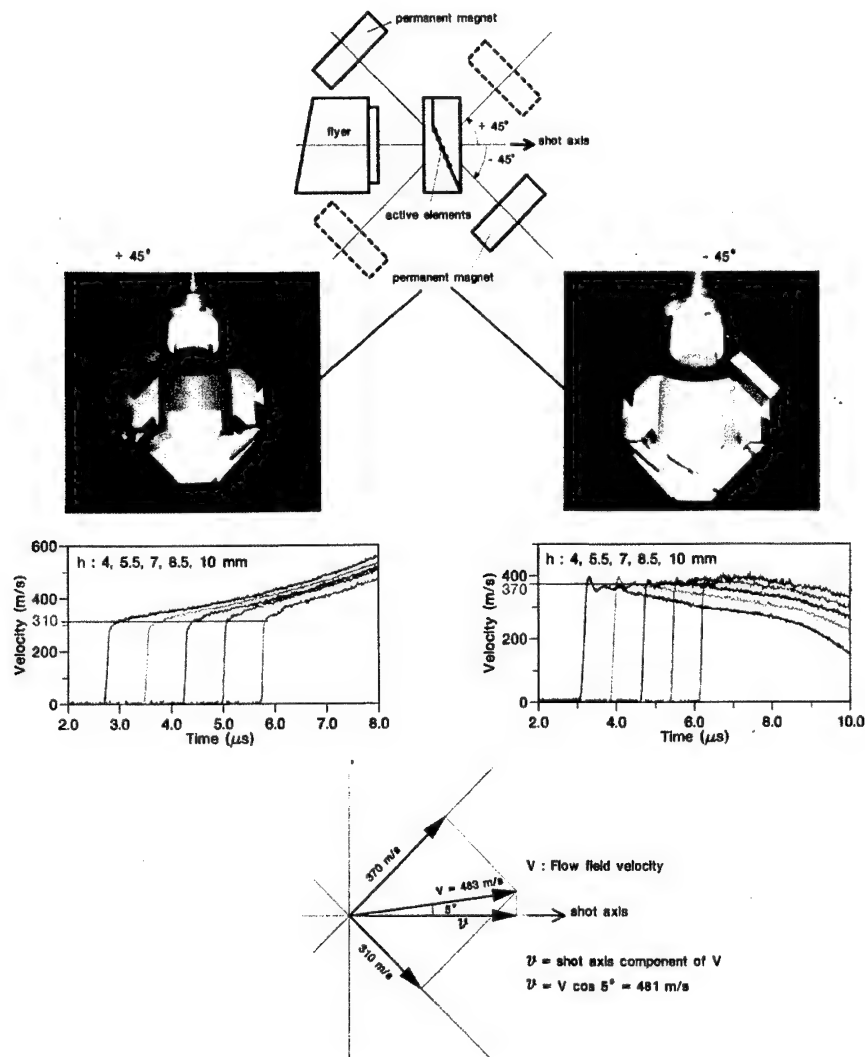 permanent magnet
flyer
+ 45°
shot axis
- 45°
active elements
+ 45°
permanent magnet
- 45°
h : 4, 5.5, 7, 8.5, 10 mm
Velocity (m/s)
600
400
310
200
0
2.0 3.0 4.0 5.0 6.0 7.0 8.0
Time (μs)
h : 4, 5.5, 7, 8.5, 10 mm
Velocity (m/s)
400
370
200
0
2.0 4.0 6.0 8.0 10.0
Time (μs)
370 m/s
V = 483 m/s
5°
v
310 m/s
V : Flow field velocity
shot axis
v = shot axis component of V
v = V cos 5° = 481 m/s